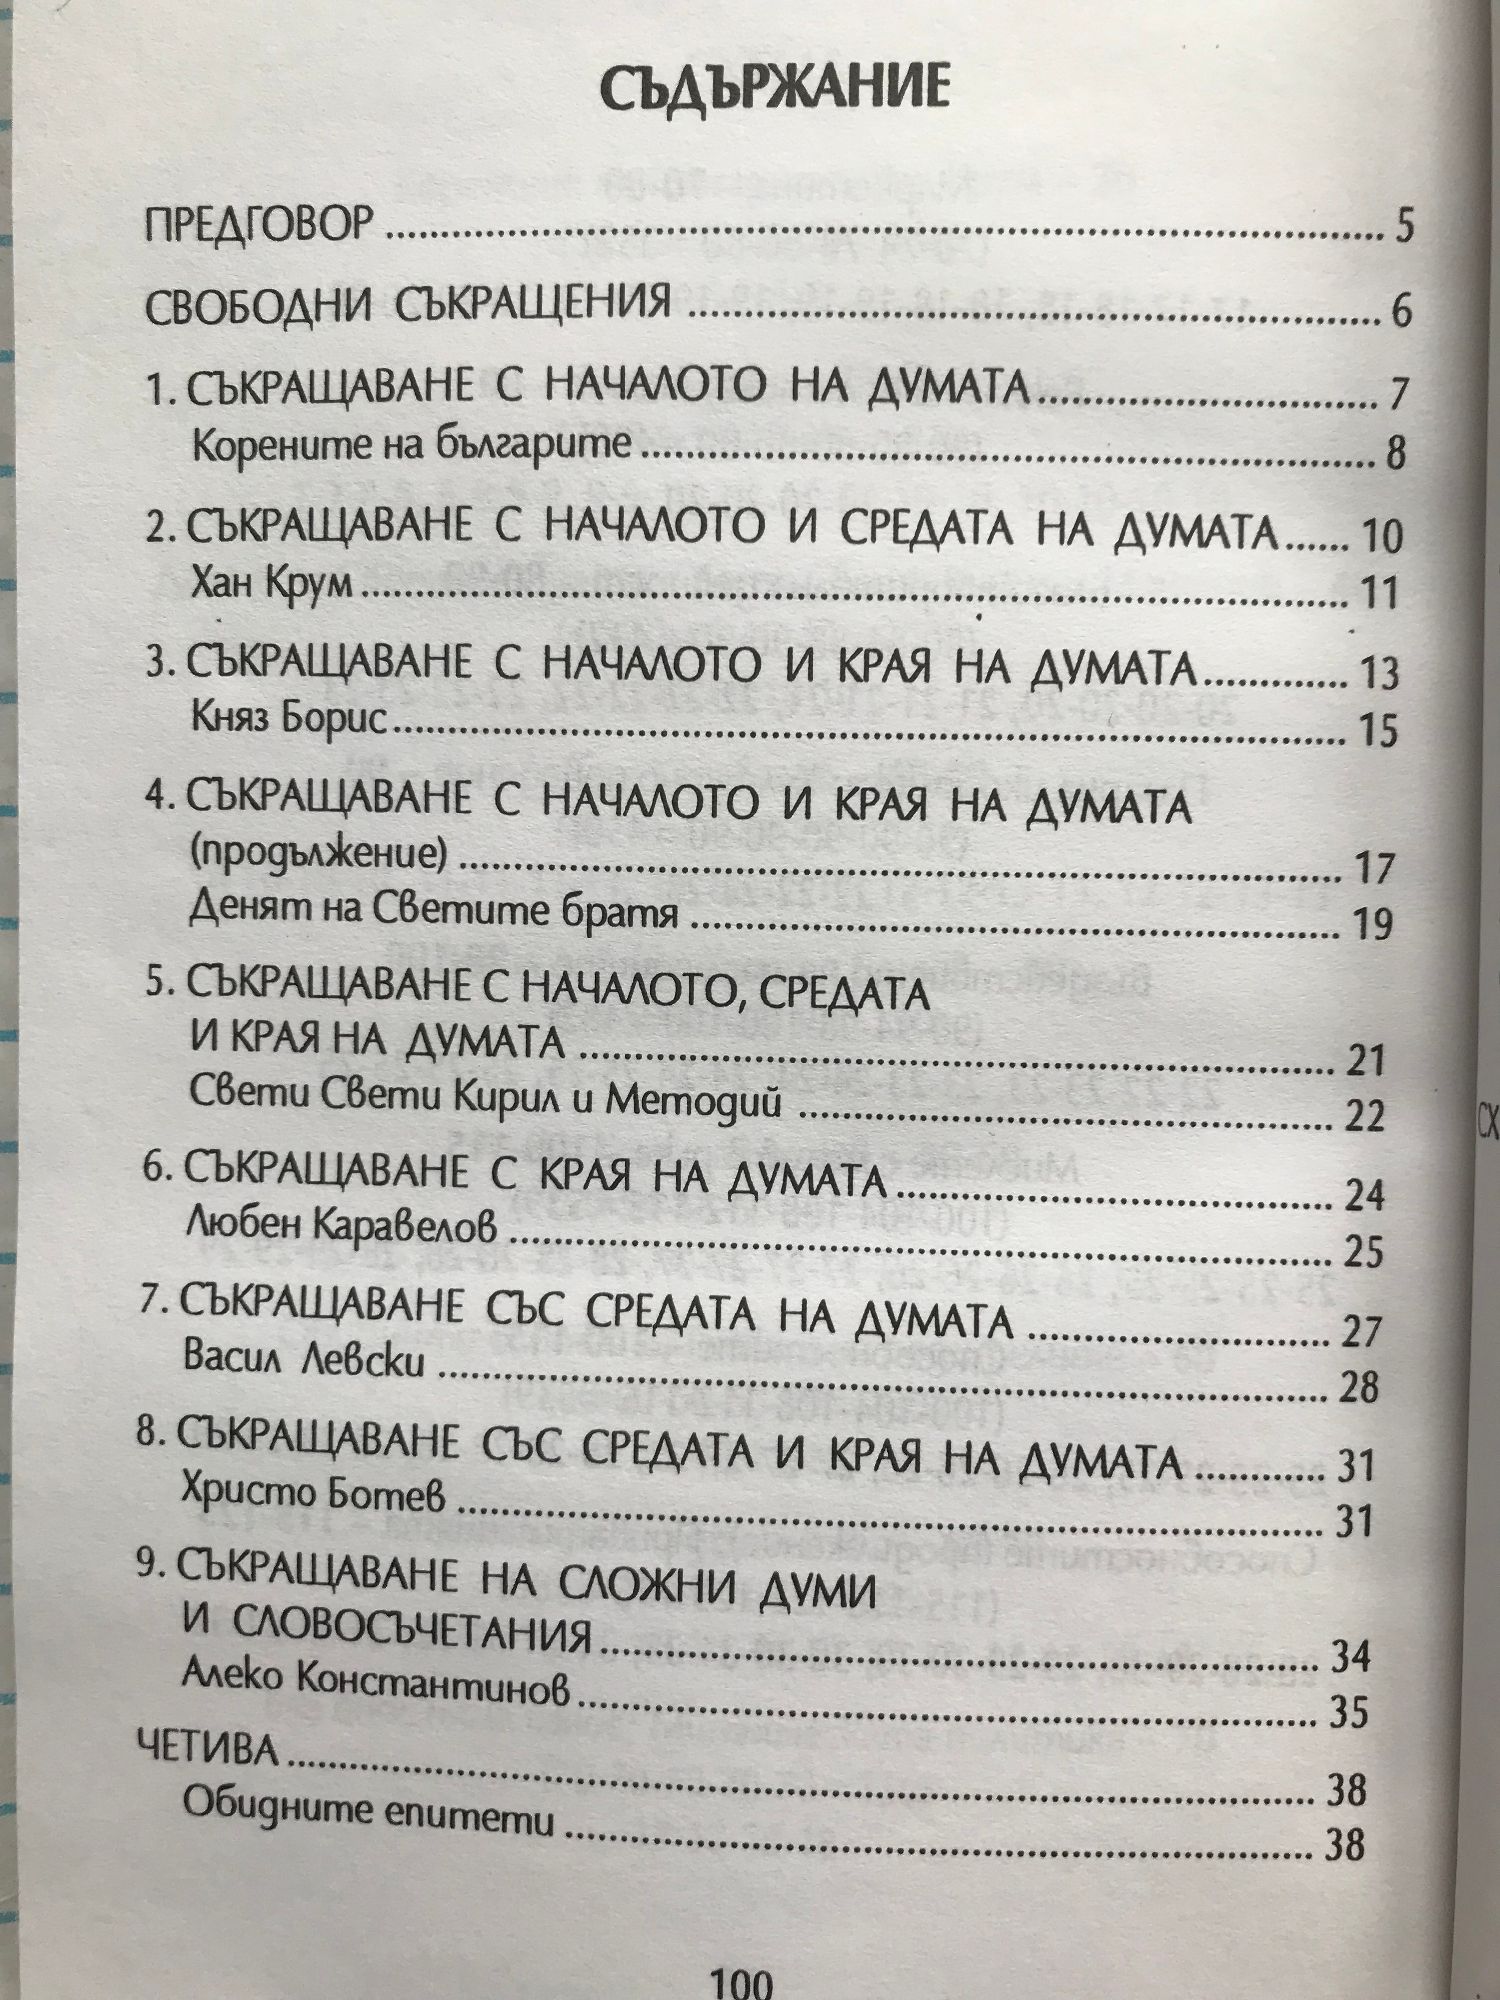 СЪДЪРЖАНИЕ
ПРЕДГОВОР ........ 5
СВОБОДНИ СЪКРАЩЕНИЯ ........ 6
1. СЪКРАЩАВАНЕ С НАЧАЛОТО НА ДУМАТА ........ 7
Корените на българите ........ 8
2. СЪКРАЩАВАНЕ С НАЧАЛОТО И СРЕДАТА НА ДУМАТА ...... 10
Хан Крум ........ 11
3. СЪКРАЩАВАНЕ С НАЧАЛОТО И КРАЯ НА ДУМАТА ........ 13
Княз Борис ........ 15
4. СЪКРАЩАВАНЕ С НАЧАЛОТО И КРАЯ НА ДУМАТА
(продължение) ........ 17
Денят на Светите братя ........ 19
5. СЪКРАЩАВАНЕ С НАЧАЛОТО, СРЕДАТА
И КРАЯ НА ДУМАТА ........ 21
Свети Свети Кирил и Методий ........ 22
6. СЪКРАЩАВАНЕ С КРАЯ НА ДУМАТА ........ 24
Любен Каравелов ........ 25
7. СЪКРАЩАВАНЕ СЪС СРЕДАТА НА ДУМАТА ........ 27
Васил Левски ........ 28
8. СЪКРАЩАВАНЕ СЪС СРЕДАТА И КРАЯ НА ДУМАТА ........ 31
Христо Ботев ........ 31
9. СЪКРАЩАВАНЕ НА СЛОЖНИ ДУМИ
И СЛОВОСЪЧЕТАНИЯ ........ 34
Алеко Константинов ........ 35
ЧЕТИВА ........ 38
Обидните епитети ........ 38
100